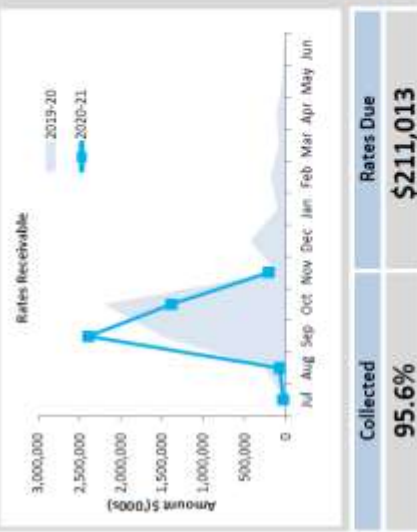 Rates Receivable
3,000,000
2,500,000
2,000,000
1,500,000
1,000,000
500,000
0
Amount $('000s)
2019-20
2020-21
Jul Aug Sep Oct Nov Dec Jan Feb Mar Apr May Jun
Collected Rates Due
95.6% $211,013